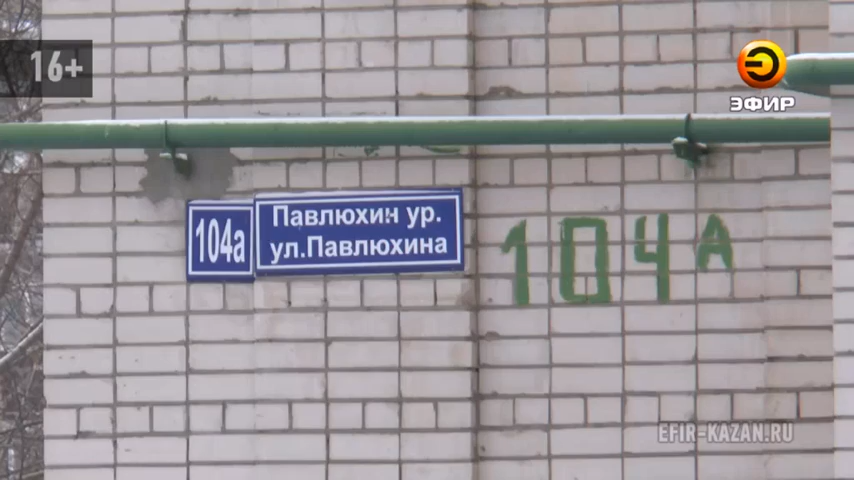 16+
ЭФИР
104а
Павлюхин ур.
ул.Павлюхина
104А
EFIR-KAZAN.RU